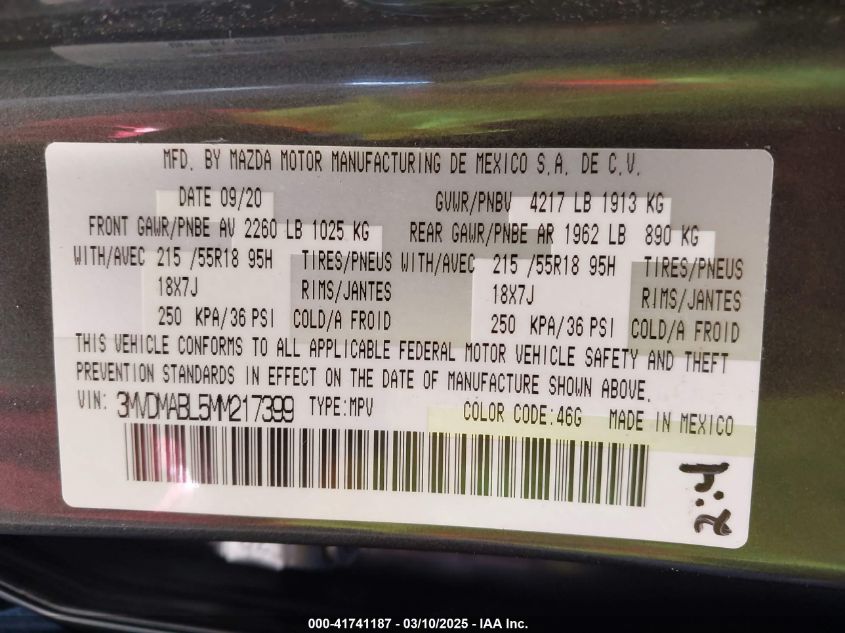 MFD. BY MAZDA MOTOR MANUFACTURING DE MEXICO S.A. DE C.V.
DATE 09/20 GVWR/PNBV 4217 LB 1913 KG
FRONT GAWR/PNBE AV 2260 LB 1025 KG REAR GAWR/PNBE AR 1962 LB 890 KG
WITH/AVEC 215 /55R18 95H TIRES/PNEUS WITH/AVEC 215 /55R18 95H TIRES/PNEUS
18X7J RIMS/JANTES 18X7J RIMS/JANTES
250 KPA/36 PSI COLD/A FROID 250 KPA/36 PSI COLD/A FROID
THIS VEHICLE CONFORMS TO ALL APPLICABLE FEDERAL MOTOR VEHICLE SAFETY AND THEFT
PREVENTION STANDARDS IN EFFECT ON THE DATE OF MANUFACTURE SHOWN ABOVE.
VIN: 3MVDMABL5MM217399 TYPE:MPV COLOR CODE:46G MADE IN MEXICO
000-41741187 - 03/10/2025 - IAA Inc.